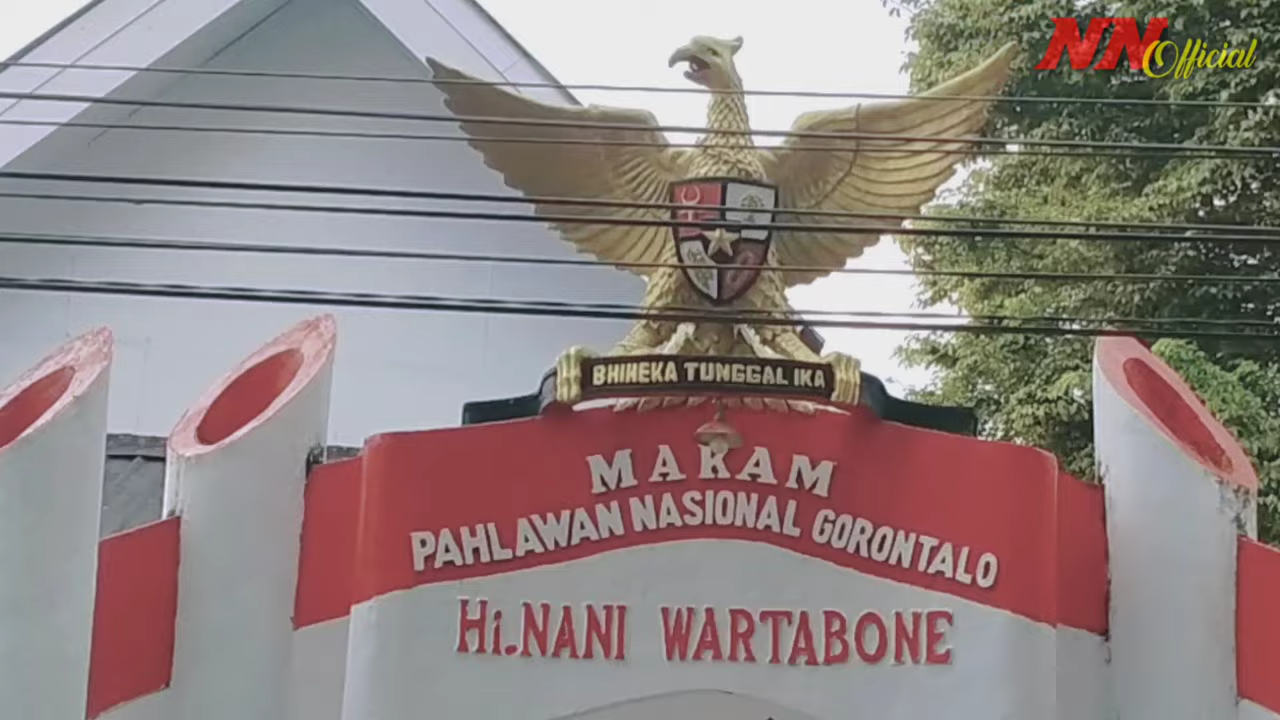 NN Official
BHINEKA TUNGGAL IKA
MAKAM
PAHLAWAN NASIONAL GORONTALO
Hi.NANI WARTABONE